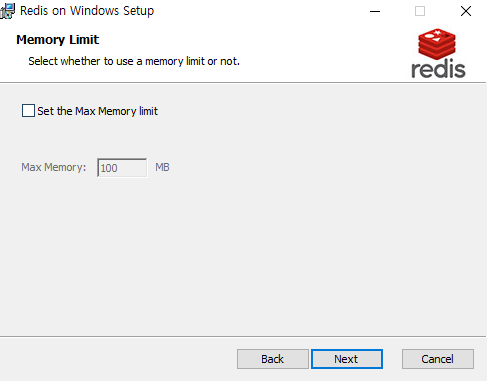 Redis on Windows Setup
Memory Limit
Select whether to use a memory limit or not.
redis
Set the Max Memory limit
Max Memory: 100 MB
Back Next Cancel